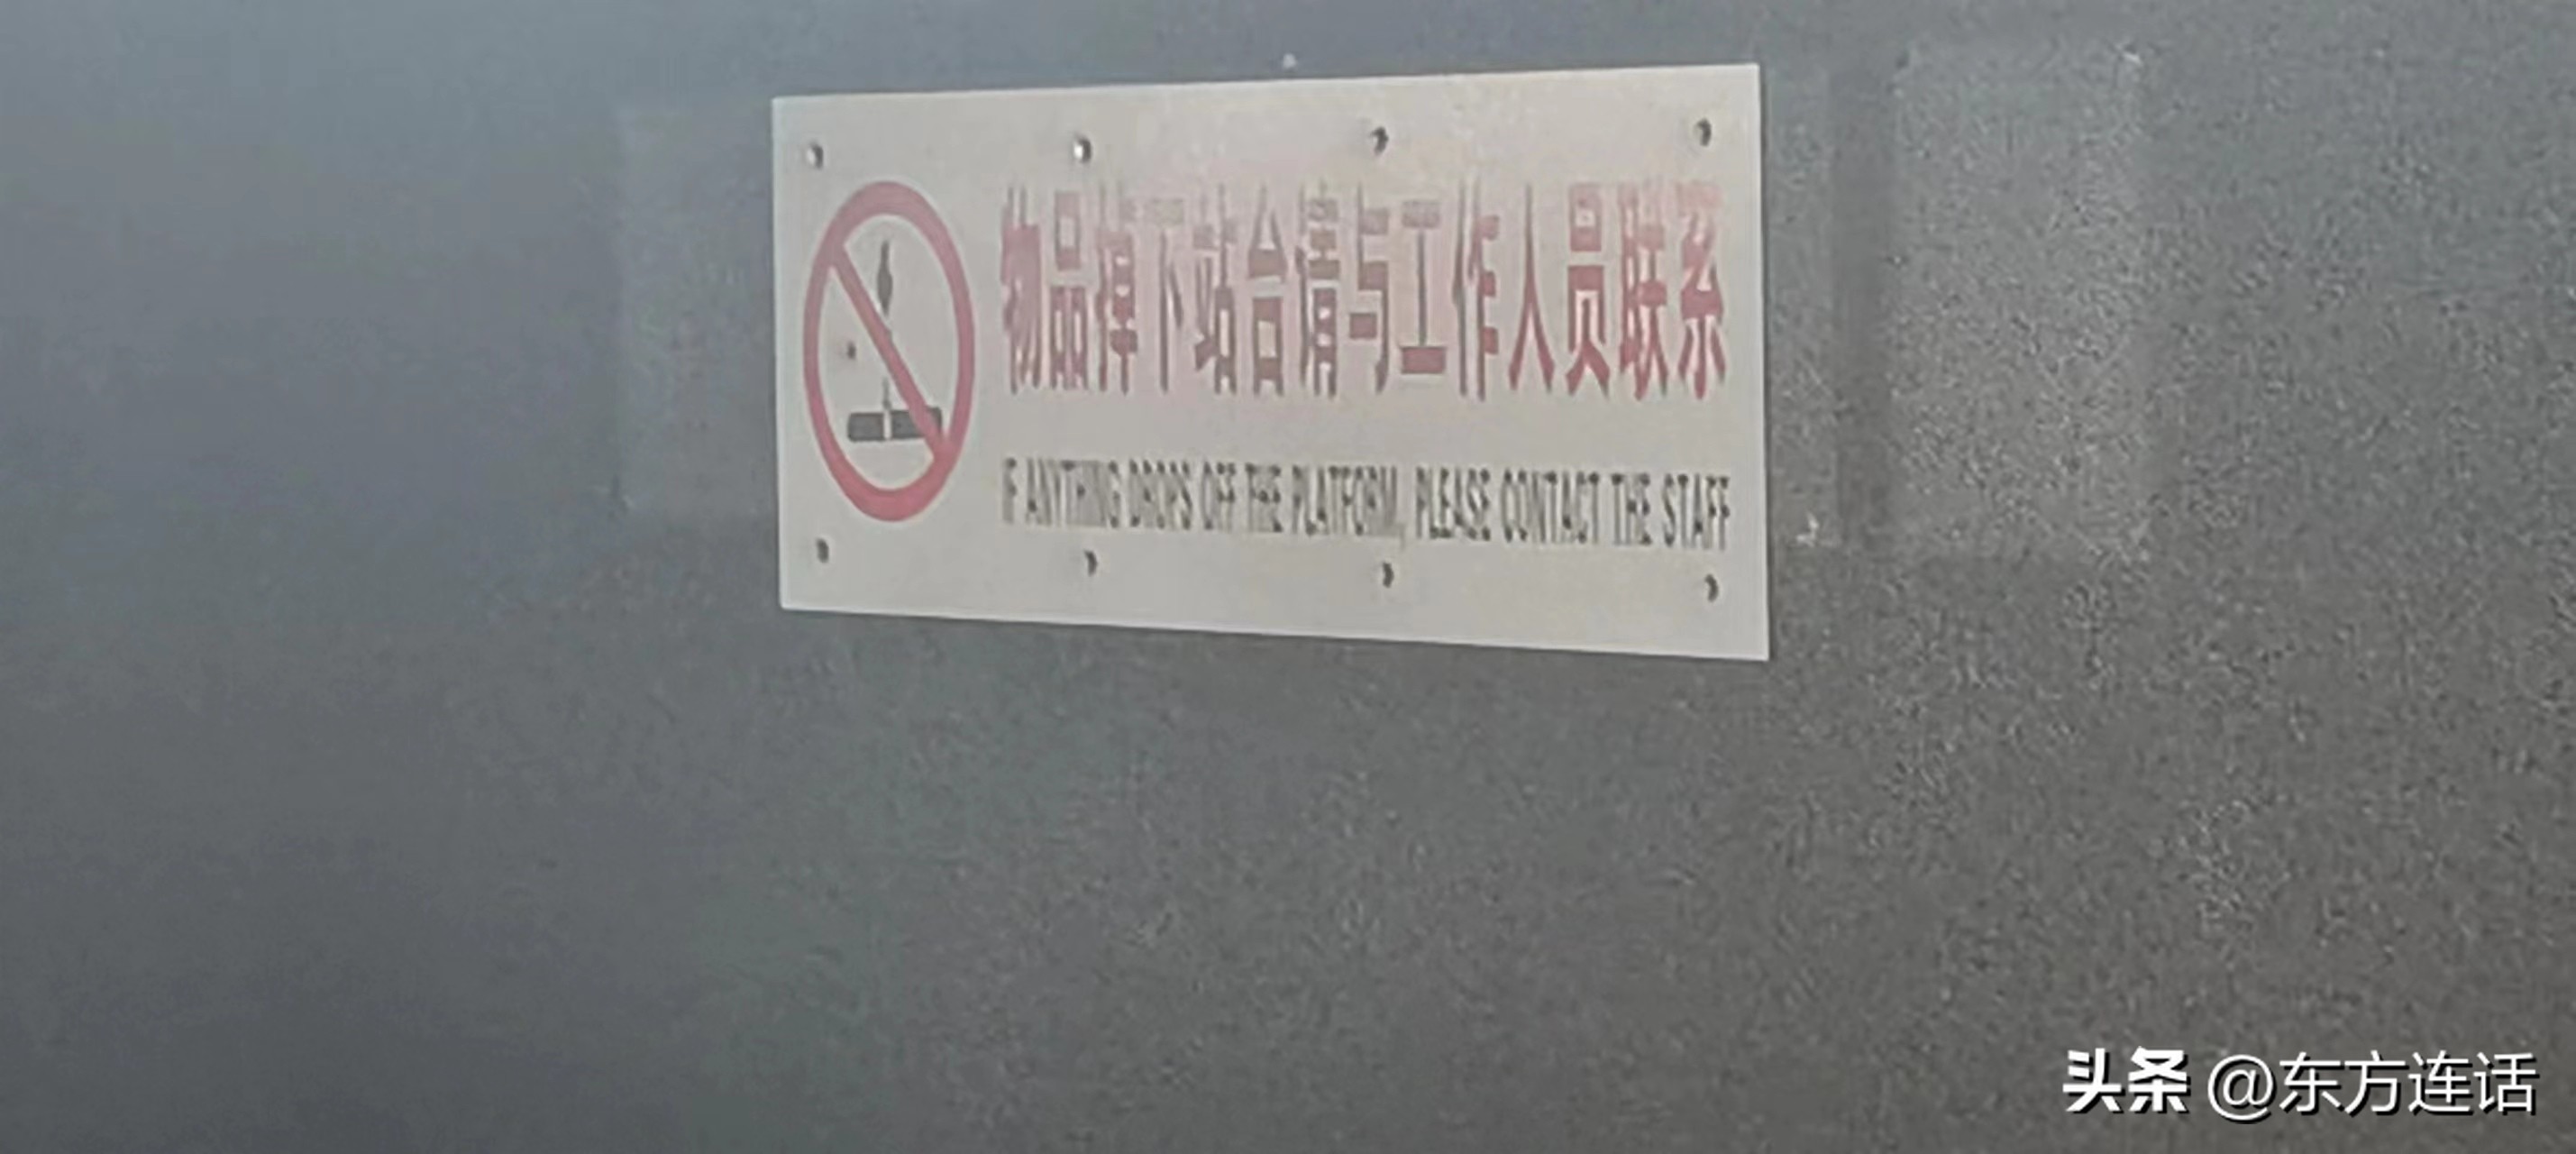 物品掉下站台请与工作人员联系
IF ANYTHING DROPS OFF THE PLATFORM, PLEASE CONTACT THE STAFF
头条 @东方连话